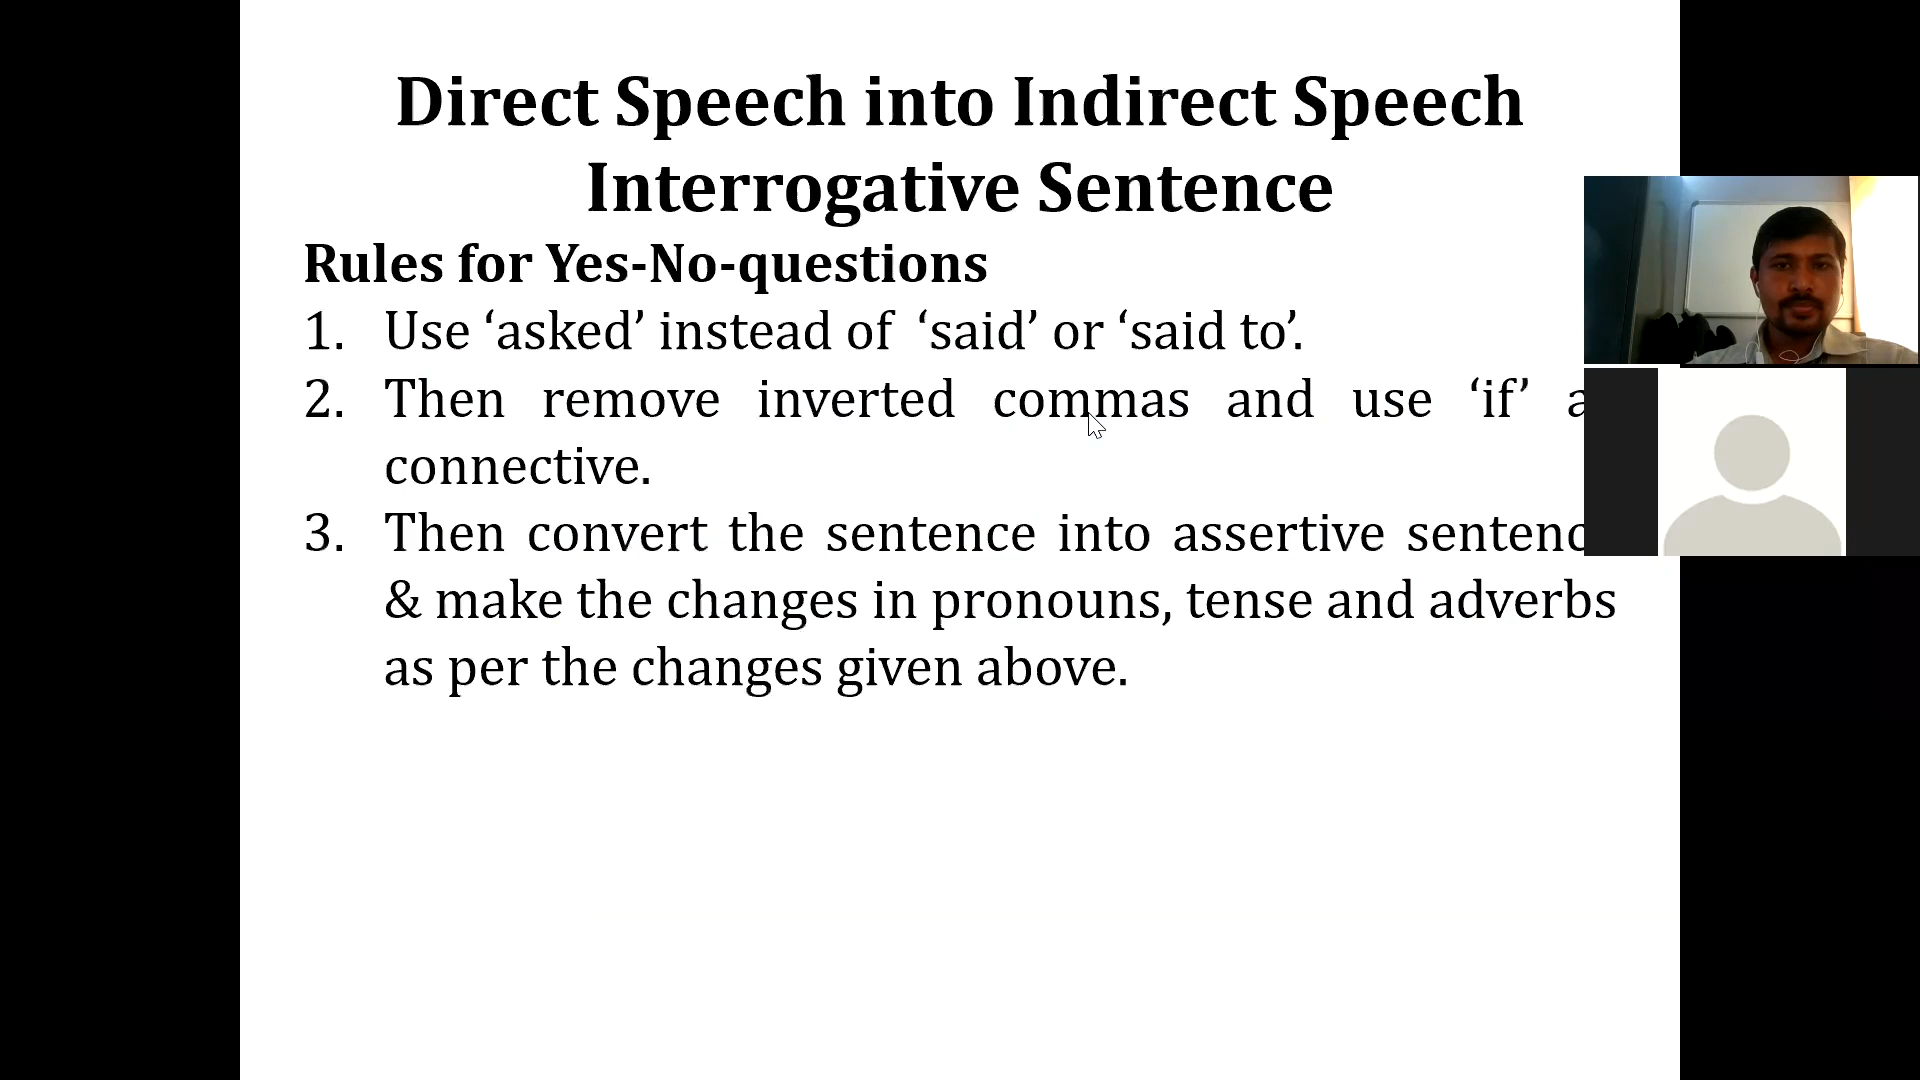 Direct Speech into Indirect Speech
Interrogative Sentence
Rules for Yes-No-questions
1. Use ‘asked’ instead of ‘said’ or ‘said to’.
2. Then remove inverted commas and use ‘if’
connective.
3. Then convert the sentence into assertive
& make the changes in pronouns, tense and adverbs
as per the changes given above.